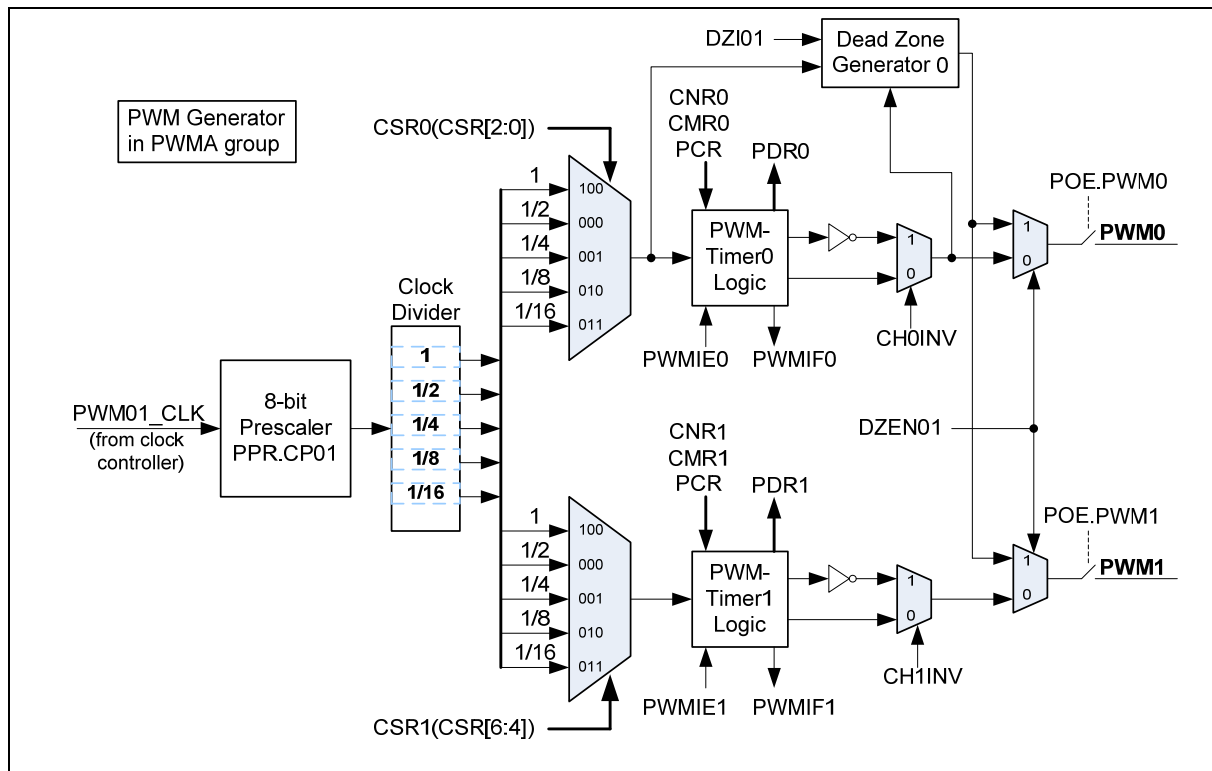 PWM Generator
in PWMA group
DZI01
Dead Zone
Generator 0
CSR0(CSR[2:0])
CNR0
CMR0
PCR
PDR0
1
1/2
1/4
1/8
1/16
100
000
001
010
011
PWM-
Timer0
Logic
1
0
PWMIE0
PWMIF0
CH0INV
POE.PWM0
1
0
PWM0
Clock
Divider
1
1/2
1/4
1/8
1/16
PWM01_CLK
(from clock
controller)
8-bit
Prescaler
PPR.CP01
DZEN01
CNR1
CMR1
PCR
PDR1
1
1/2
1/4
1/8
1/16
100
000
001
010
011
PWM-
Timer1
Logic
1
0
PWMIE1
PWMIF1
CH1INV
POE.PWM1
1
0
PWM1
CSR1(CSR[6:4])